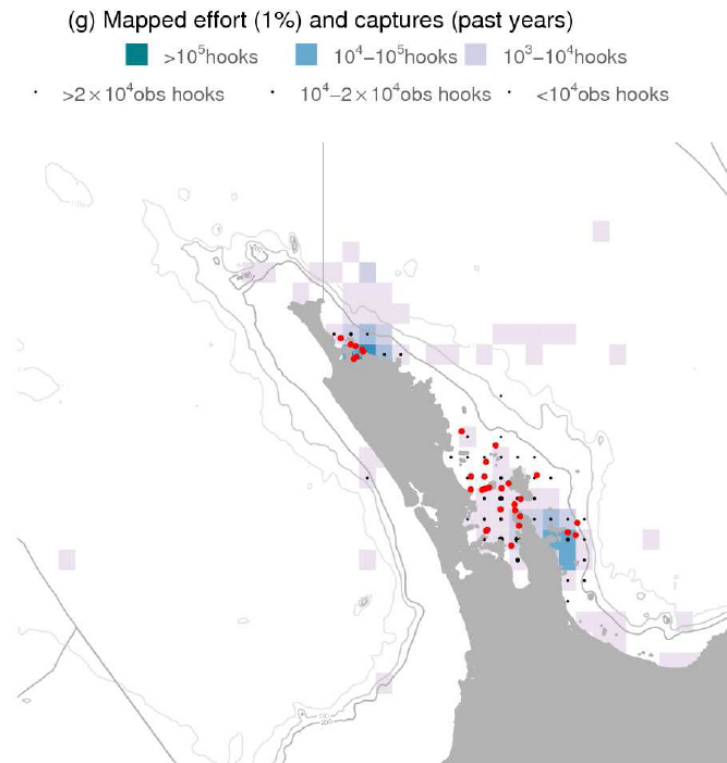 (g) Mapped effort (1%) and captures (past years)
>10⁵hooks 10⁴–10⁵hooks 10³–10⁴hooks
>2×10⁴obs hooks 10⁴–2×10⁴obs hooks <10⁴obs hooks